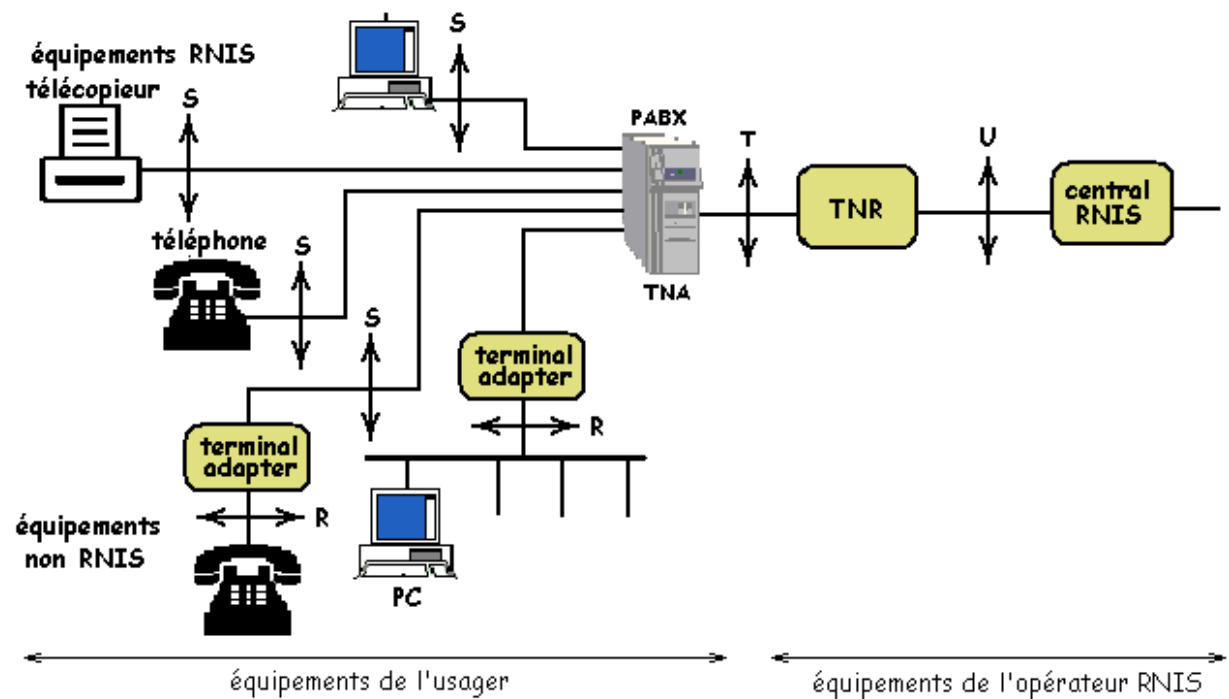 équipements RNIS
télécopieur
S
S
PABX
T
U
TNR
central
RNIS
téléphone
S
TNA
S
terminal
adapter
R
terminal
adapter
R
équipements
non RNIS
PC
équipements de l'usager
équipements de l'opérateur RNIS